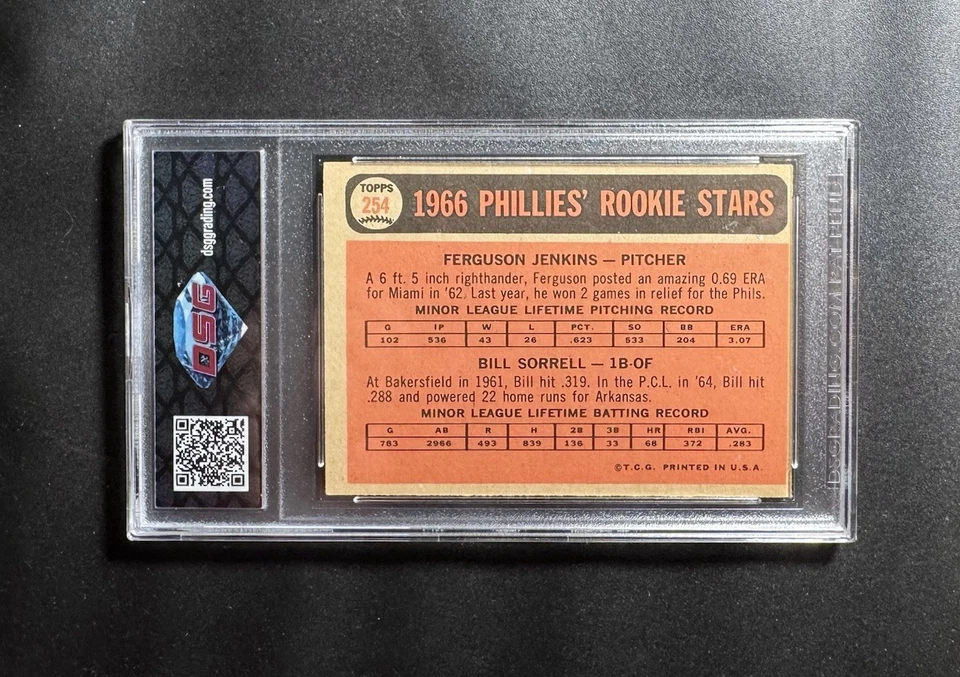 dsggrading.com
DSG
TOPPS
254
1966 PHILLIES' ROOKIE STARS
FERGUSON JENKINS — PITCHER
A 6 ft. 5 inch righthander, Ferguson posted an amazing 0.69 ERA
for Miami in '62. Last year, he won 2 games in relief for the Phils.
MINOR LEAGUE LIFETIME PITCHING RECORD
G IP W L PCT. SO BB ERA
102 536 43 26 .623 533 204 3.07
BILL SORRELL — 1B-OF
At Bakersfield in 1961, Bill hit .319. In the P.C.L. in '64, Bill hit
.288 and powered 22 home runs for Arkansas.
MINOR LEAGUE LIFETIME BATTING RECORD
G AB R H 2B 3B HR RBI AVG.
783 2966 493 839 136 33 68 372 .283
©T.C.G. PRINTED IN U.S.A.